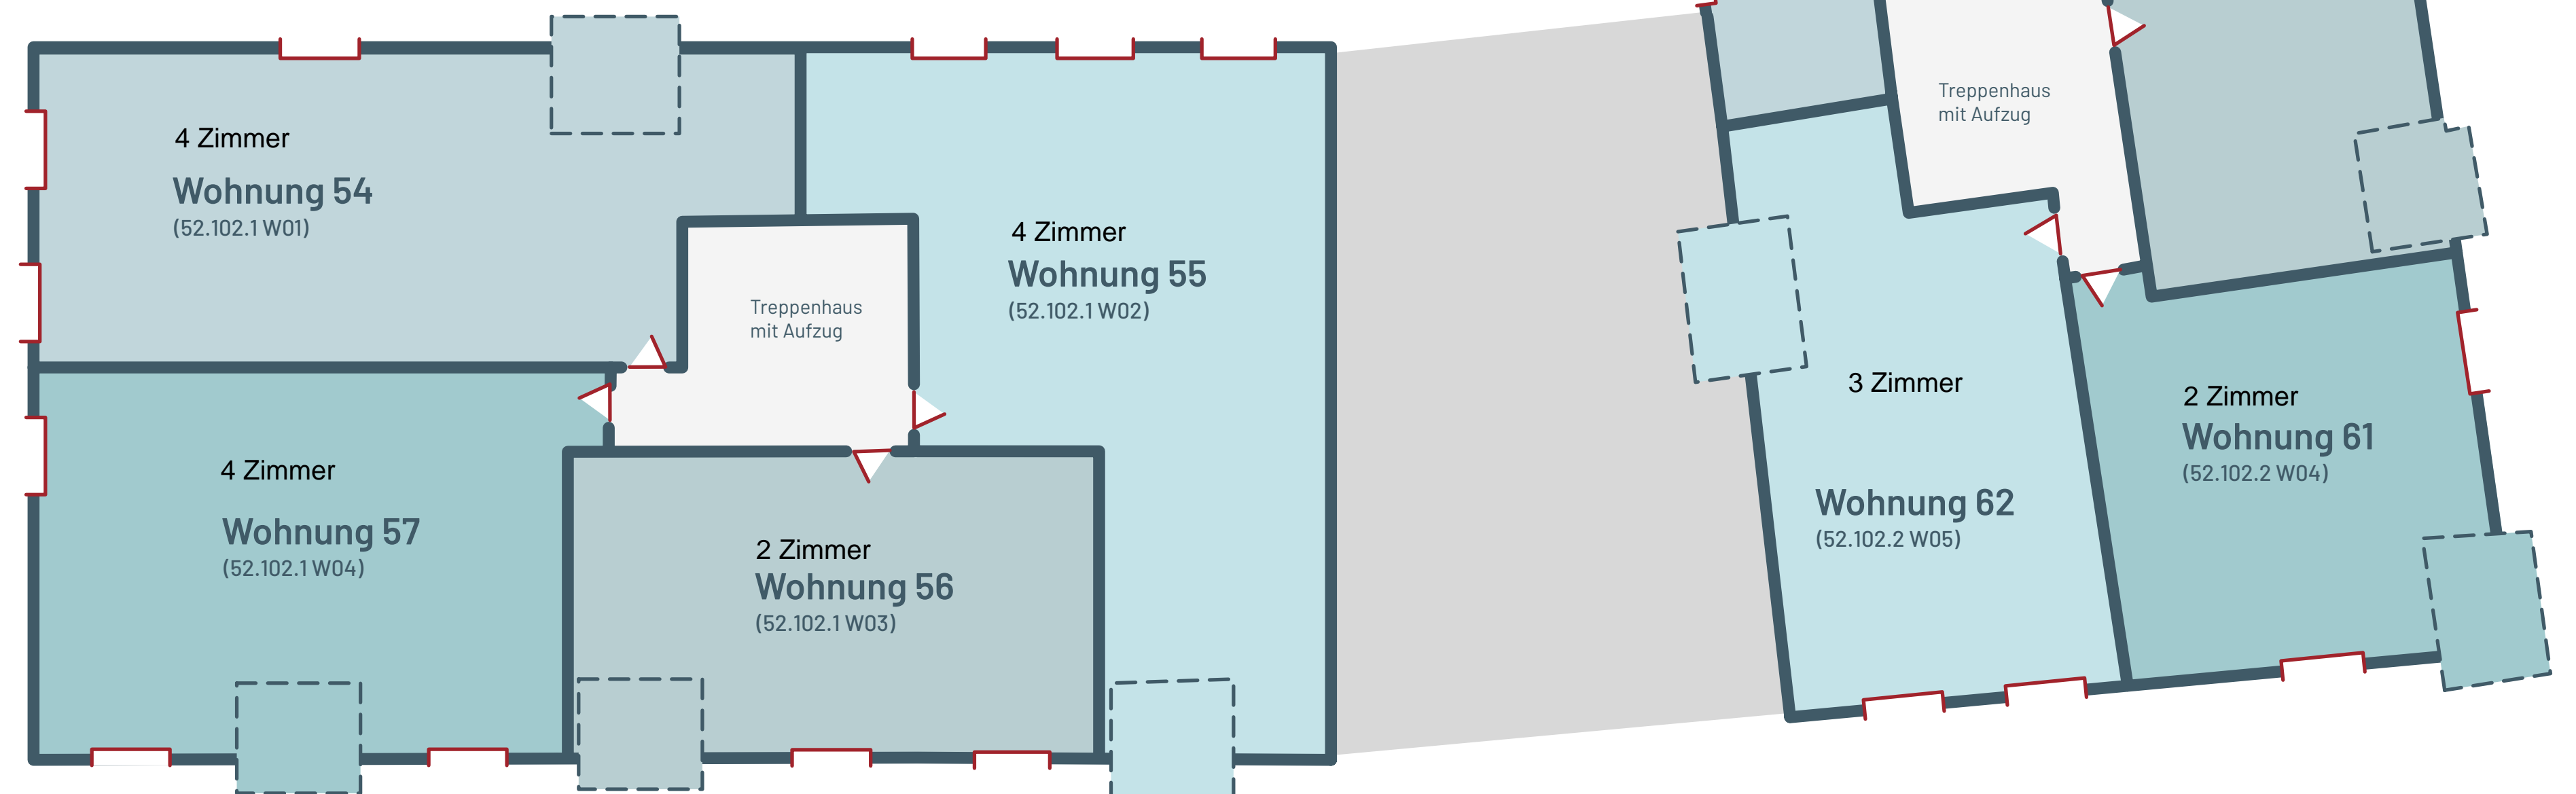 4 Zimmer
Wohnung 54
(52.102.1 W01)
4 Zimmer
Wohnung 55
(52.102.1 W02)
Treppenhaus
mit Aufzug
4 Zimmer
Wohnung 57
(52.102.1 W04)
2 Zimmer
Wohnung 56
(52.102.1 W03)
Treppenhaus
mit Aufzug
3 Zimmer
Wohnung 62
(52.102.2 W05)
2 Zimmer
Wohnung 61
(52.102.2 W04)